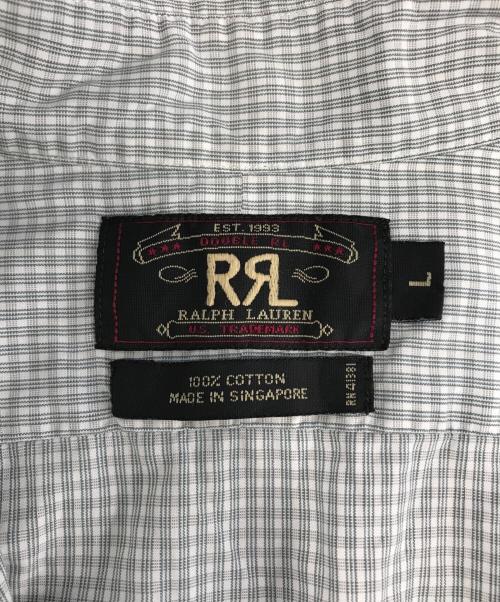 EST. 1993
DOUBLE RL
RRL
RALPH LAUREN
U.S. TRADEMARK
L
100% COTTON
MADE IN SINGAPORE
RN 41381